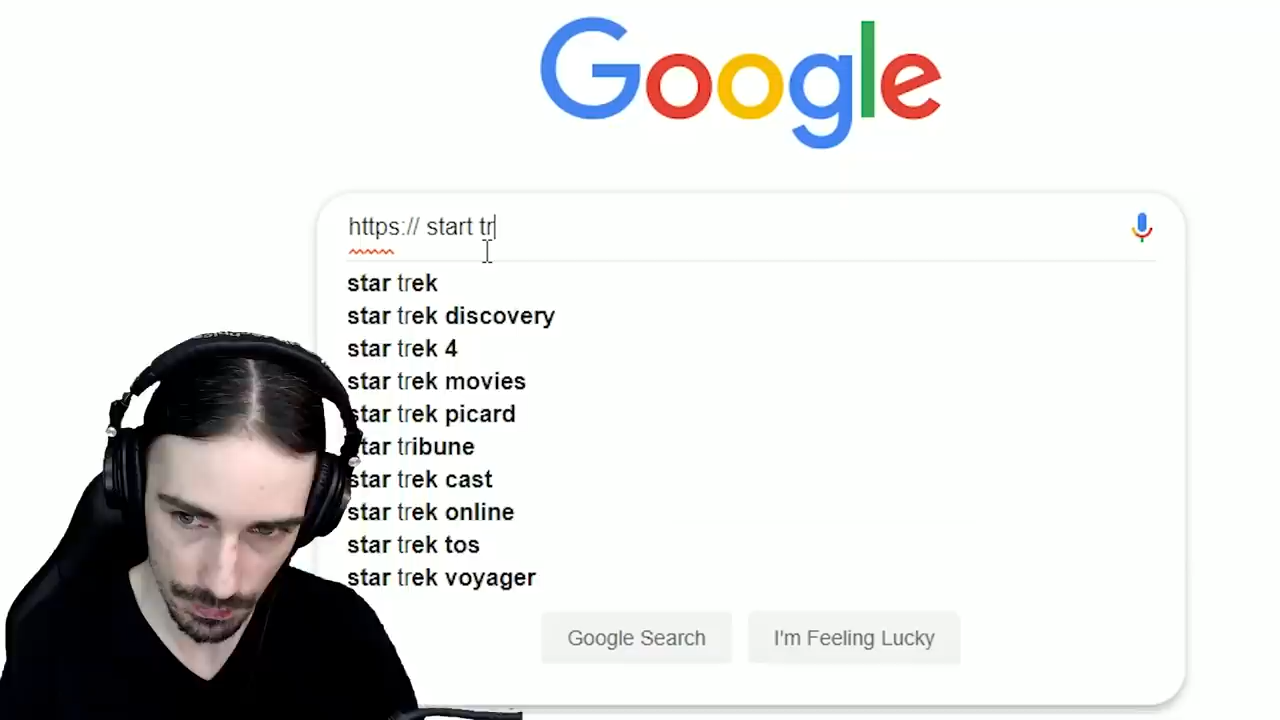 Google
https:// start tr
star trek
star trek discovery
star trek 4
star trek movies
star trek picard
star tribune
star trek cast
star trek online
star trek tos
star trek voyager
Google Search
I'm Feeling Lucky